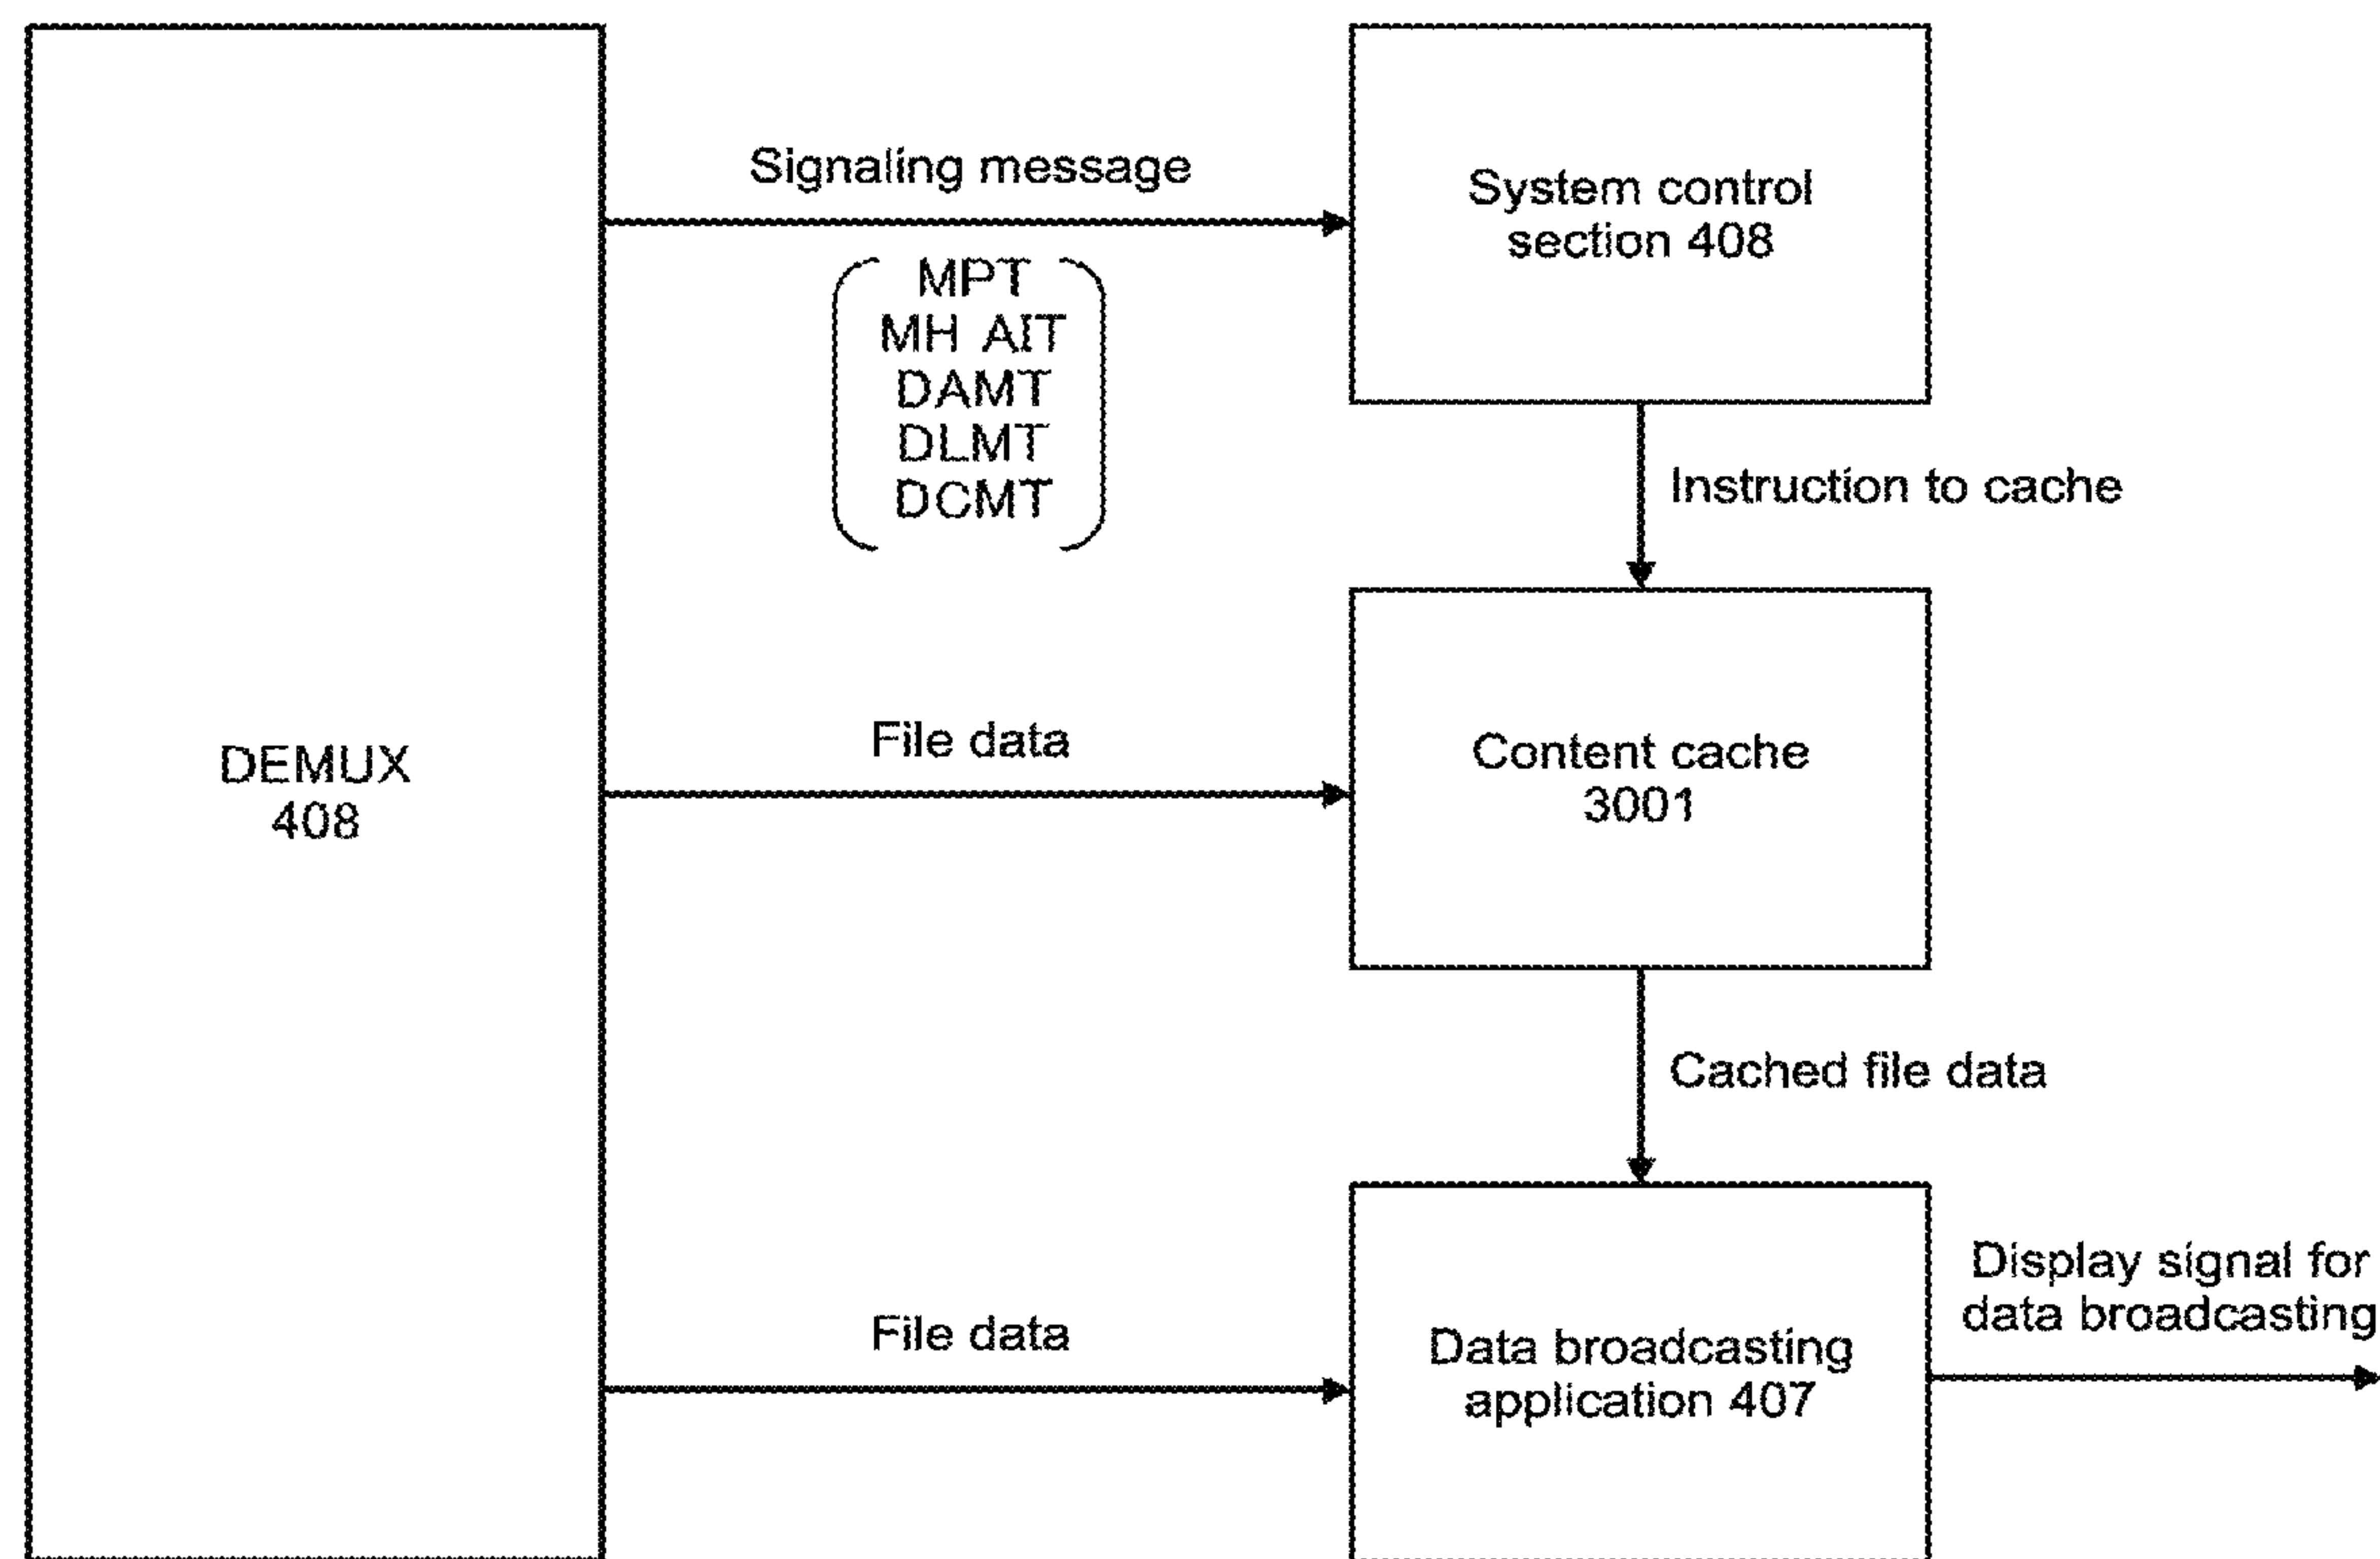 Signaling message
MPT
MH AIT
DAMT
DLMT
DCMT
System control
section 408
Instruction to cache
DEMUX
408
File data
Content cache
3001
Cached file data
File data
Data broadcasting
application 407
Display signal for
data broadcasting